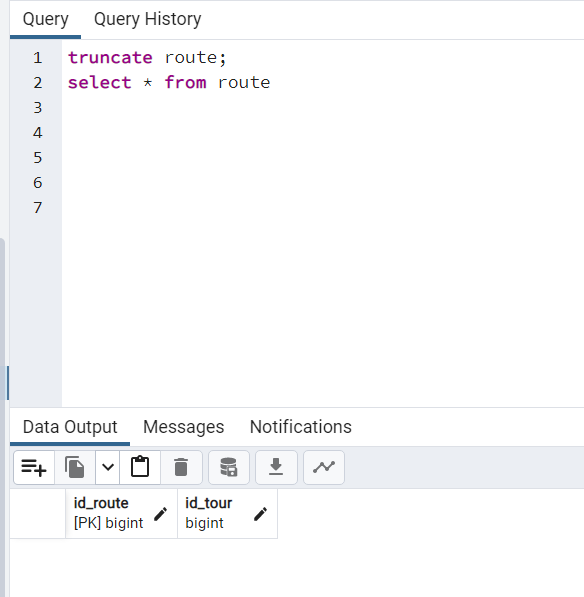 Query Query History
1 truncate route;
2 select * from route
3
4
5
6
7
Data Output Messages Notifications
id_route id_tour
[PK] bigint bigint